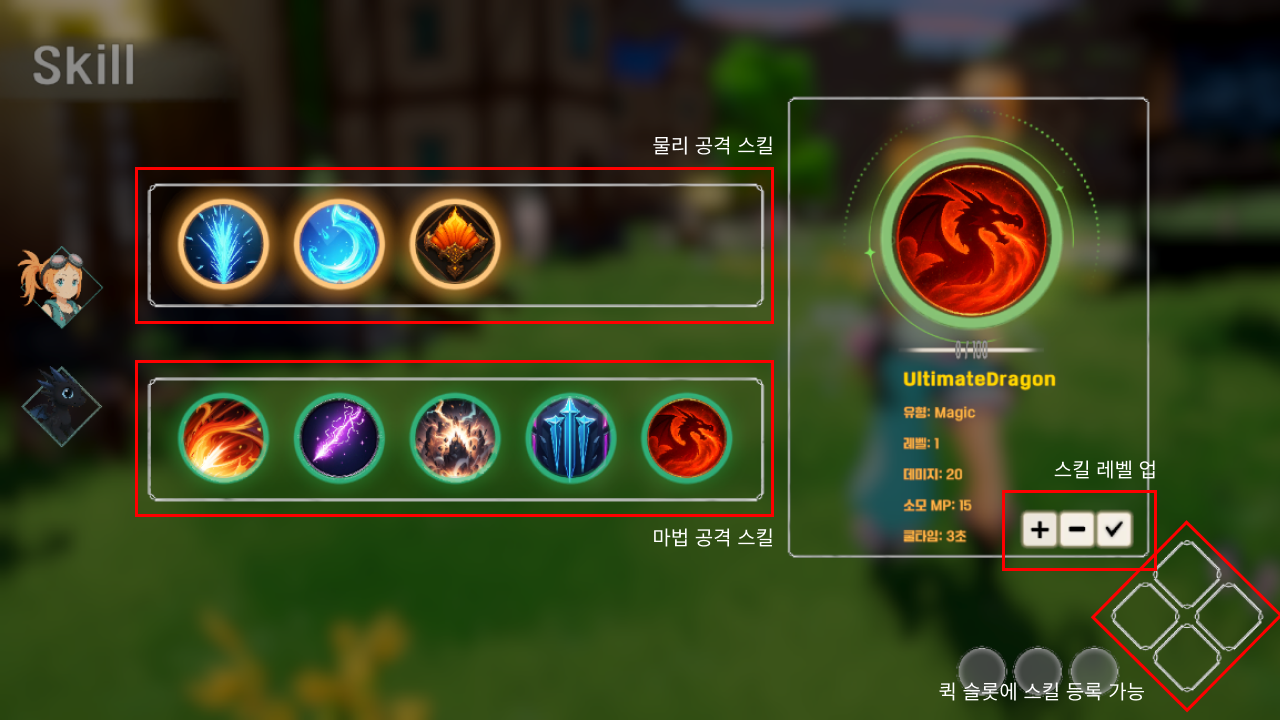 Skill
물리 공격 스킬
마법 공격 스킬
0 / 100
UltimateDragon
유형: Magic
레벨: 1
데미지: 20
소모 MP: 15
쿨타임: 3초
스킬 레벨 업
퀵 슬롯에 스킬 등록 가능